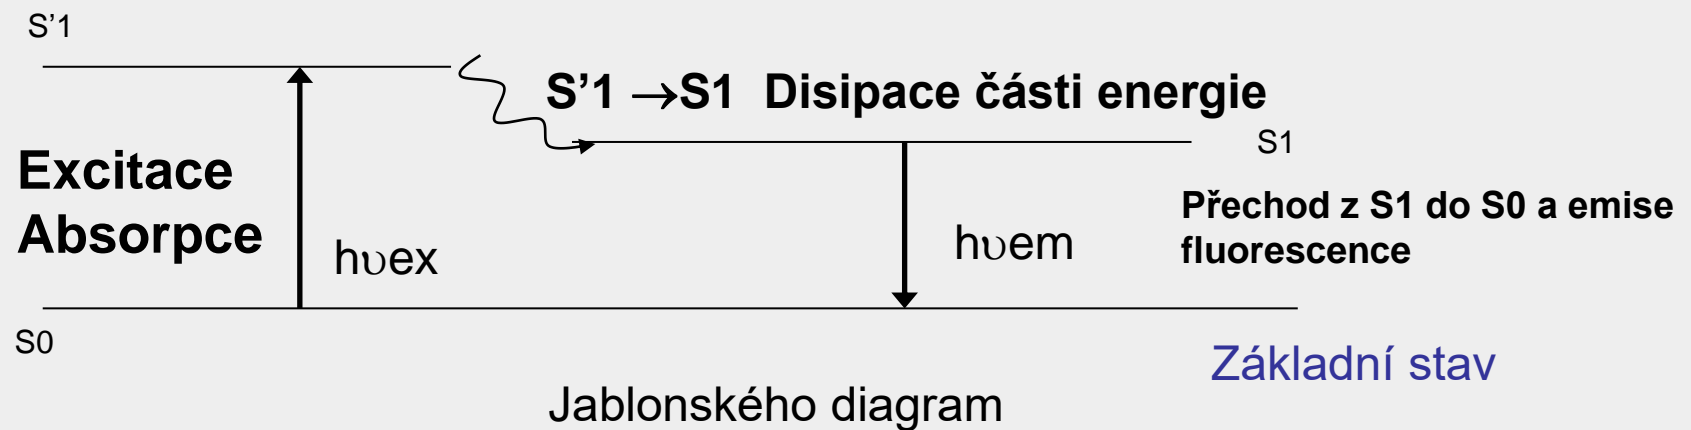 S’1
S’1 →S1 Disipace části energie
S1
Excitace
Absorpce
hυex
hυem
Přechod z S1 do S0 a emise
fluorescence
S0
Základní stav
Jablonského diagram